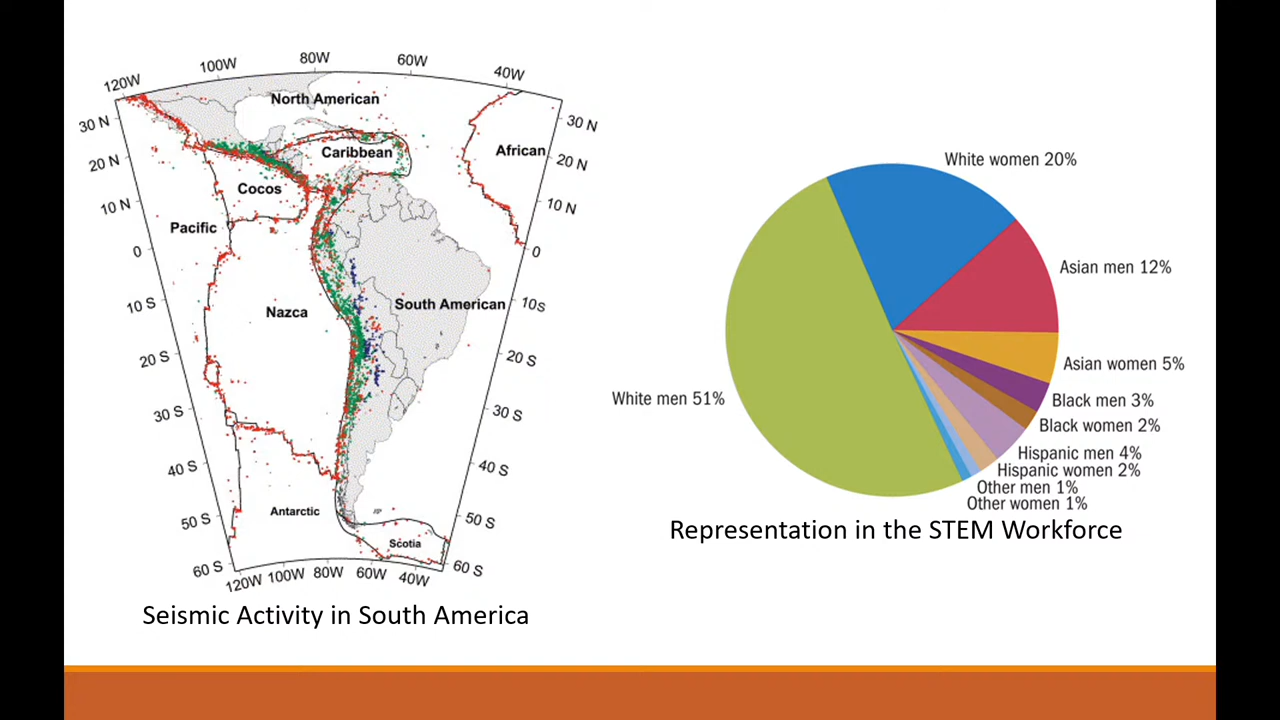 120W
100W
80W
60W
40W
30 N
20 N
10 N
0
10 S
20 S
30 S
40 S
50 S
60 S
30 N
20 N
10 N
0
10S
20 S
30 S
40 S
50 S
60 S
120W
100W
80W
60W
40W
North American
Caribbean
African
Cocos
Pacific
Nazca
South American
Antarctic
Scotia
Seismic Activity in South America
White women 20%
Asian men 12%
Asian women 5%
Black men 3%
Black women 2%
Hispanic men 4%
Hispanic women 2%
Other men 1%
Other women 1%
White men 51%
Representation in the STEM Workforce